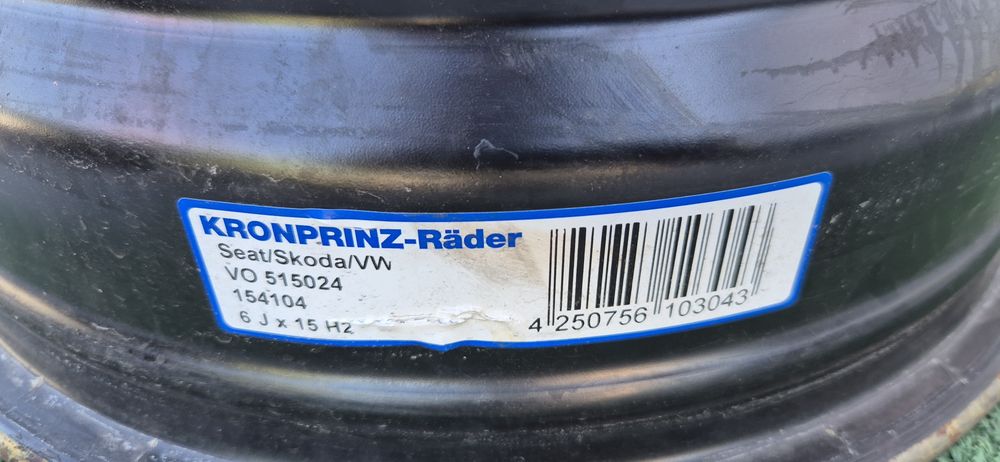 KRONPRINZ-Räder
Seat/Skoda/VW
VO 515024
154104
6 J x 15 H2
4 250756 103043